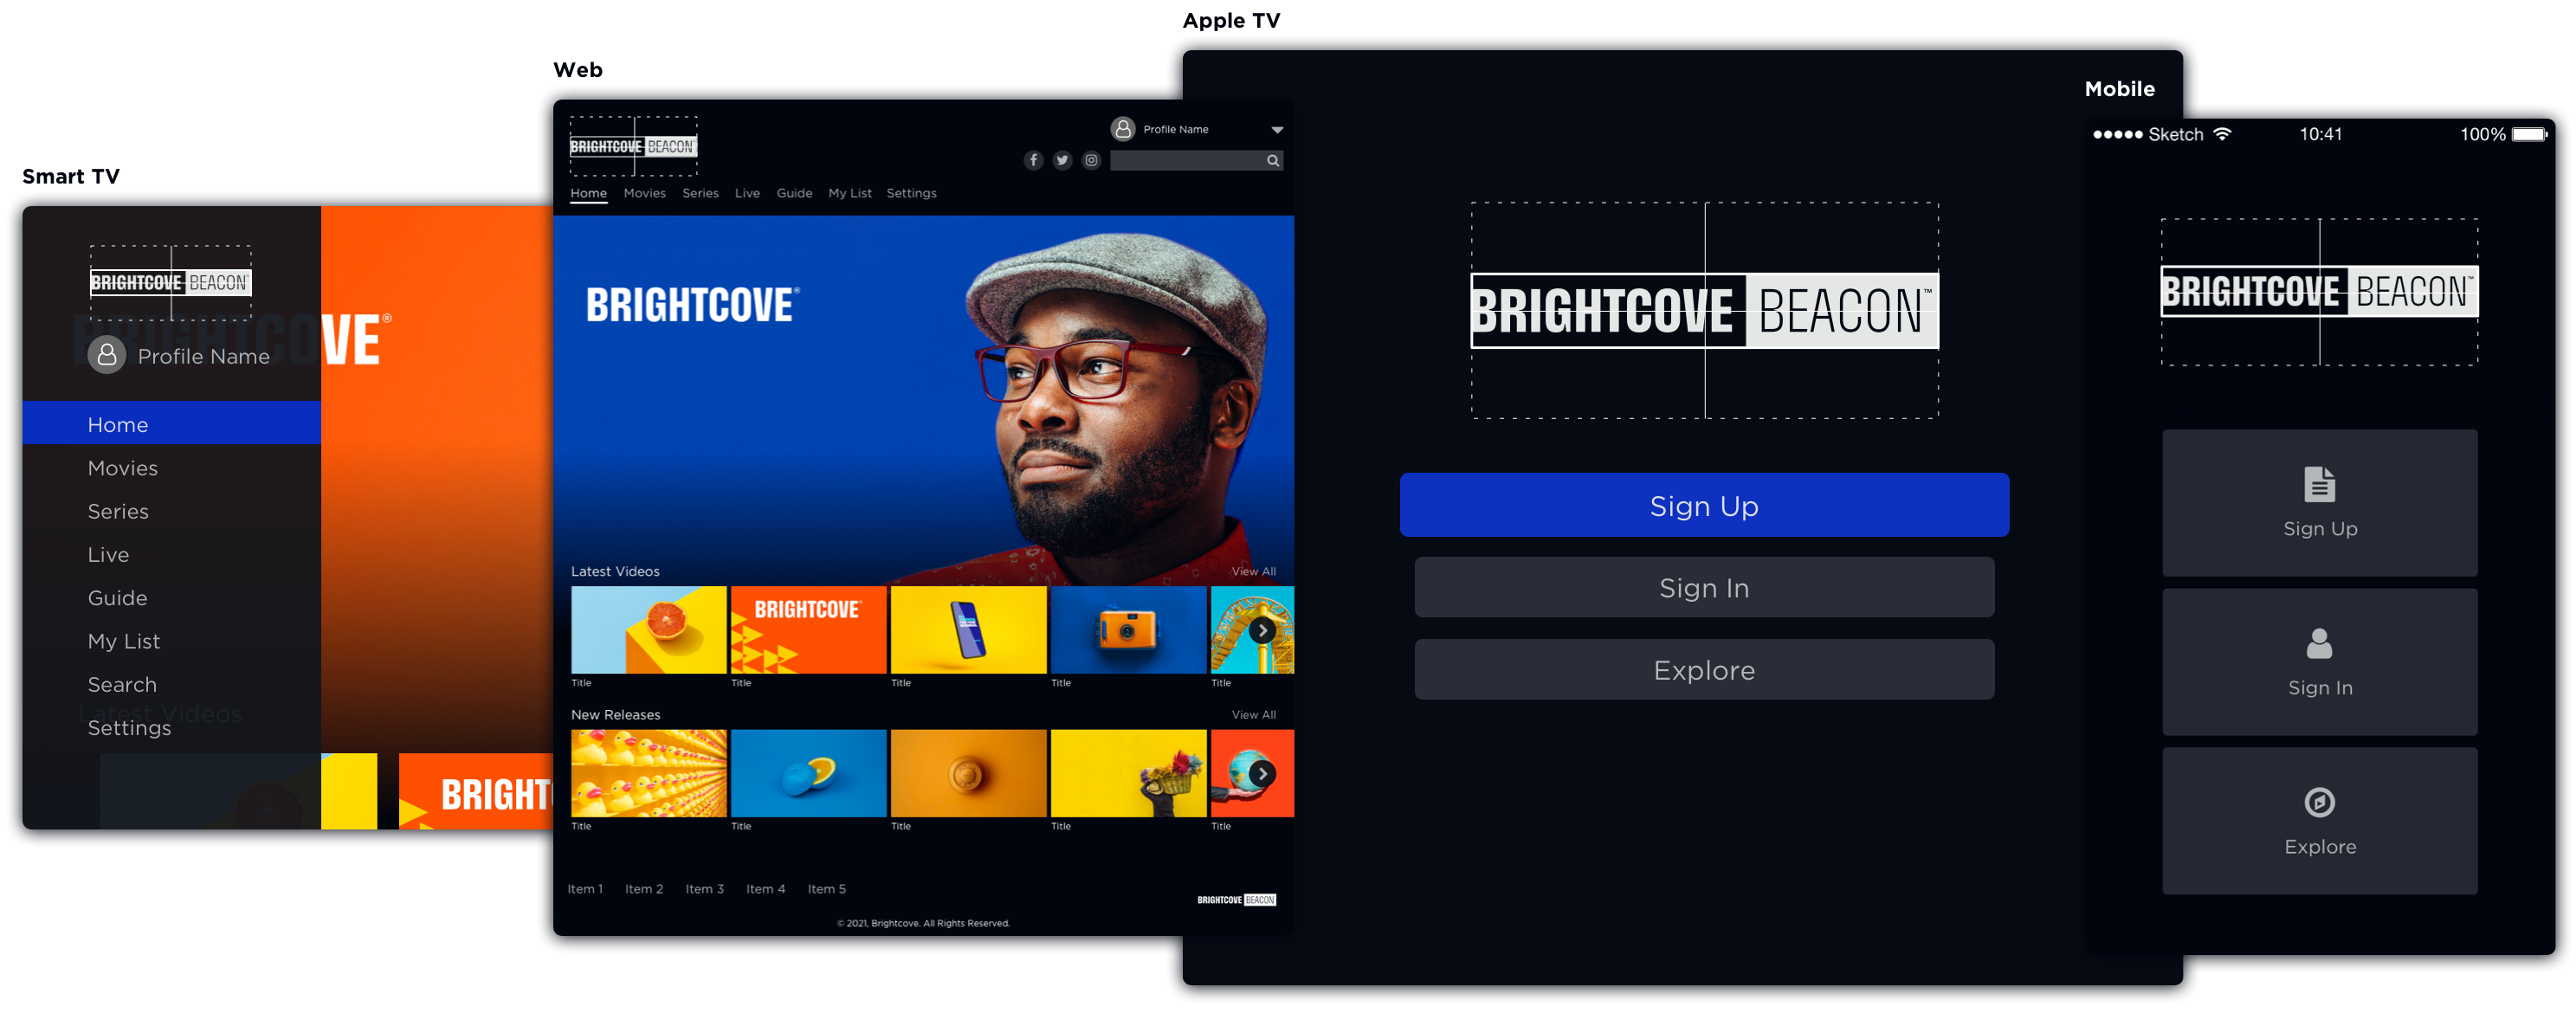 Smart TV
BRIGHTCOVE BEACON
BRIGHTCOVE®
Profile Name
Home
Movies
Series
Live
Guide
My List
Search
Latest Videos
Settings
BRIGHT
Web
BRIGHTCOVE BEACON
Profile Name
Home Movies Series Live Guide My List Settings
BRIGHTCOVE®
Latest Videos View All
BRIGHTCOVE
Title Title Title Title Title
New Releases View All
Title Title Title Title Title
Item 1 Item 2 Item 3 Item 4 Item 5
BRIGHTCOVE BEACON
© 2021, Brightcove. All Rights Reserved.
Apple TV
BRIGHTCOVE BEACON™
Sign Up
Sign In
Explore
Mobile
Sketch 10:41 100%
BRIGHTCOVE BEACON™
Sign Up
Sign In
Explore